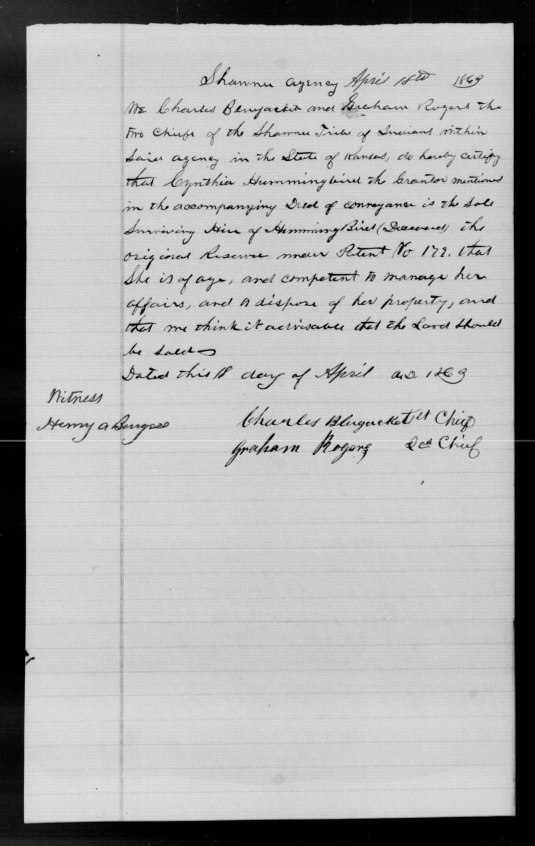 Shawnee Agency April 18th 1869
We Charles Bluejacket and Graham Rogers the
two Chiefs of the Shawnee Tribe of Indians within
Said agency in the State of Kansas, do hereby certify
that Cynthia Hummingbird the Grantor mentioned
in the accompanying Deed of conveyance is the Sole
Surviving Heir of HummingBird (Deceased) the
original Reservee under Patent No 172. that
She is of age, and competent to manage her
affairs, and to dispose of her property, and
that we think it advisable that the Land should
be sold
Dated this 18 day of April AD 1869
Witness
Henry A Burgess
Charles Bluejacket 1st Chief
Graham Rogers 2cd Chief